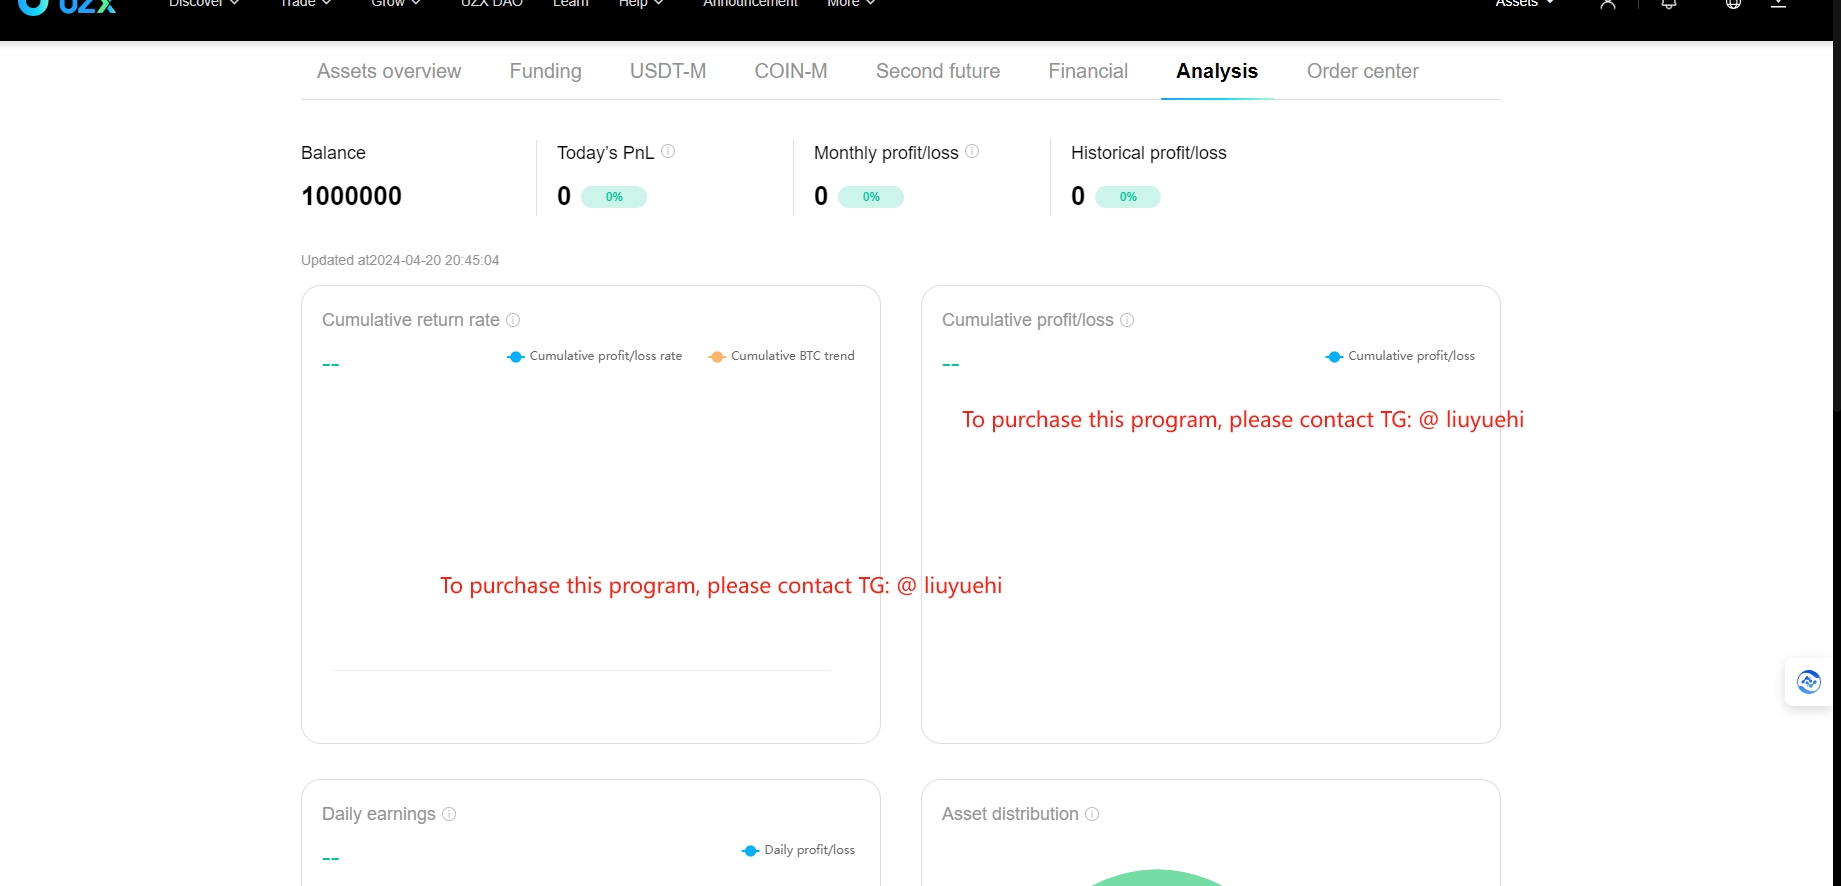 UZX Discover Trade Grow UZX DAO Learn Help Announcement More Assets
Assets overview Funding USDT-M COIN-M Second future Financial Analysis Order center
Balance Today's PnL Monthly profit/loss Historical profit/loss
1000000 0 0% 0 0% 0 0%
Updated at2024-04-20 20:45:04
Cumulative return rate
-- Cumulative profit/loss rate Cumulative BTC trend
Cumulative profit/loss
-- Cumulative profit/loss
To purchase this program, please contact TG: @ liuyuehi
To purchase this program, please contact TG: @ liuyuehi
Daily earnings
-- Daily profit/loss
Asset distribution